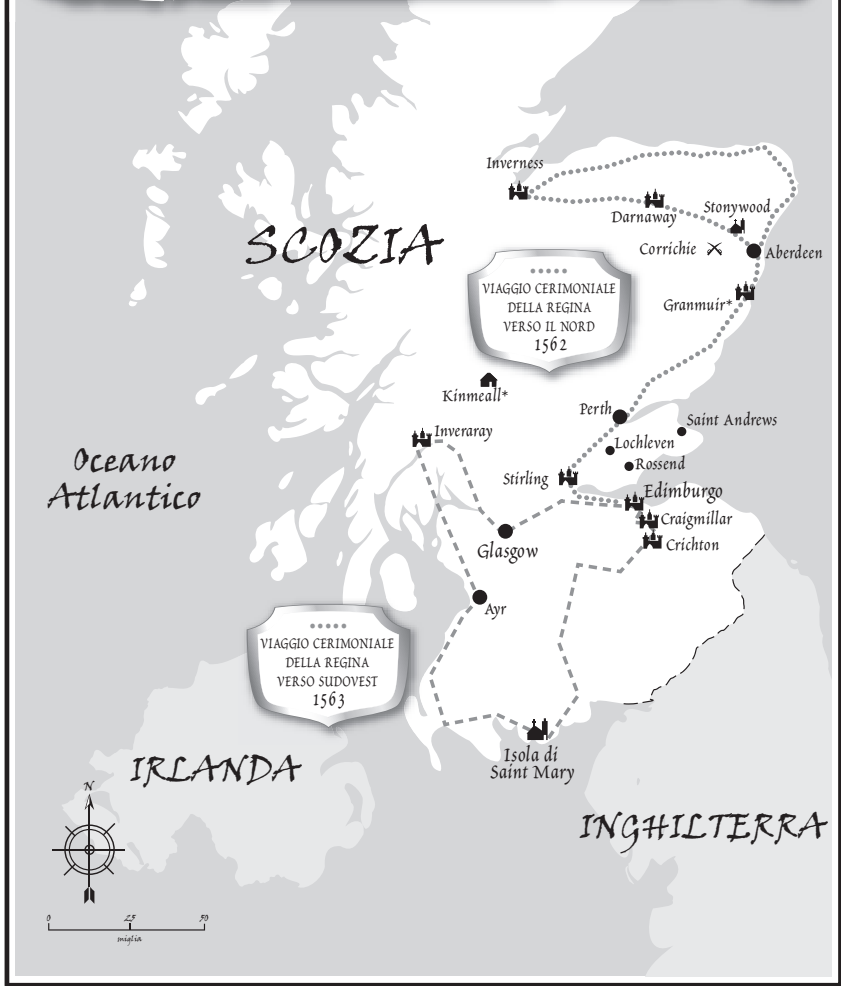 Inverness
Darnaway
Stonywood
SCOZIA
Corrichie
Aberdeen
Granmuir*
VIAGGIO CERIMONIALE
DELLA REGINA
VERSO IL NORD
1562
Kinmeall*
Perth
Saint Andrews
Inveraray
Lochleven
Rossend
Oceano
Atlantico
Stirling
Edimburgo
Craigmillar
Glasgow
Crichton
Ayr
VIAGGIO CERIMONIALE
DELLA REGINA
VERSO SUDOVEST
1563
Isola di
Saint Mary
IRLANDA
N
INGHILTERRA
0 25 50
miglia